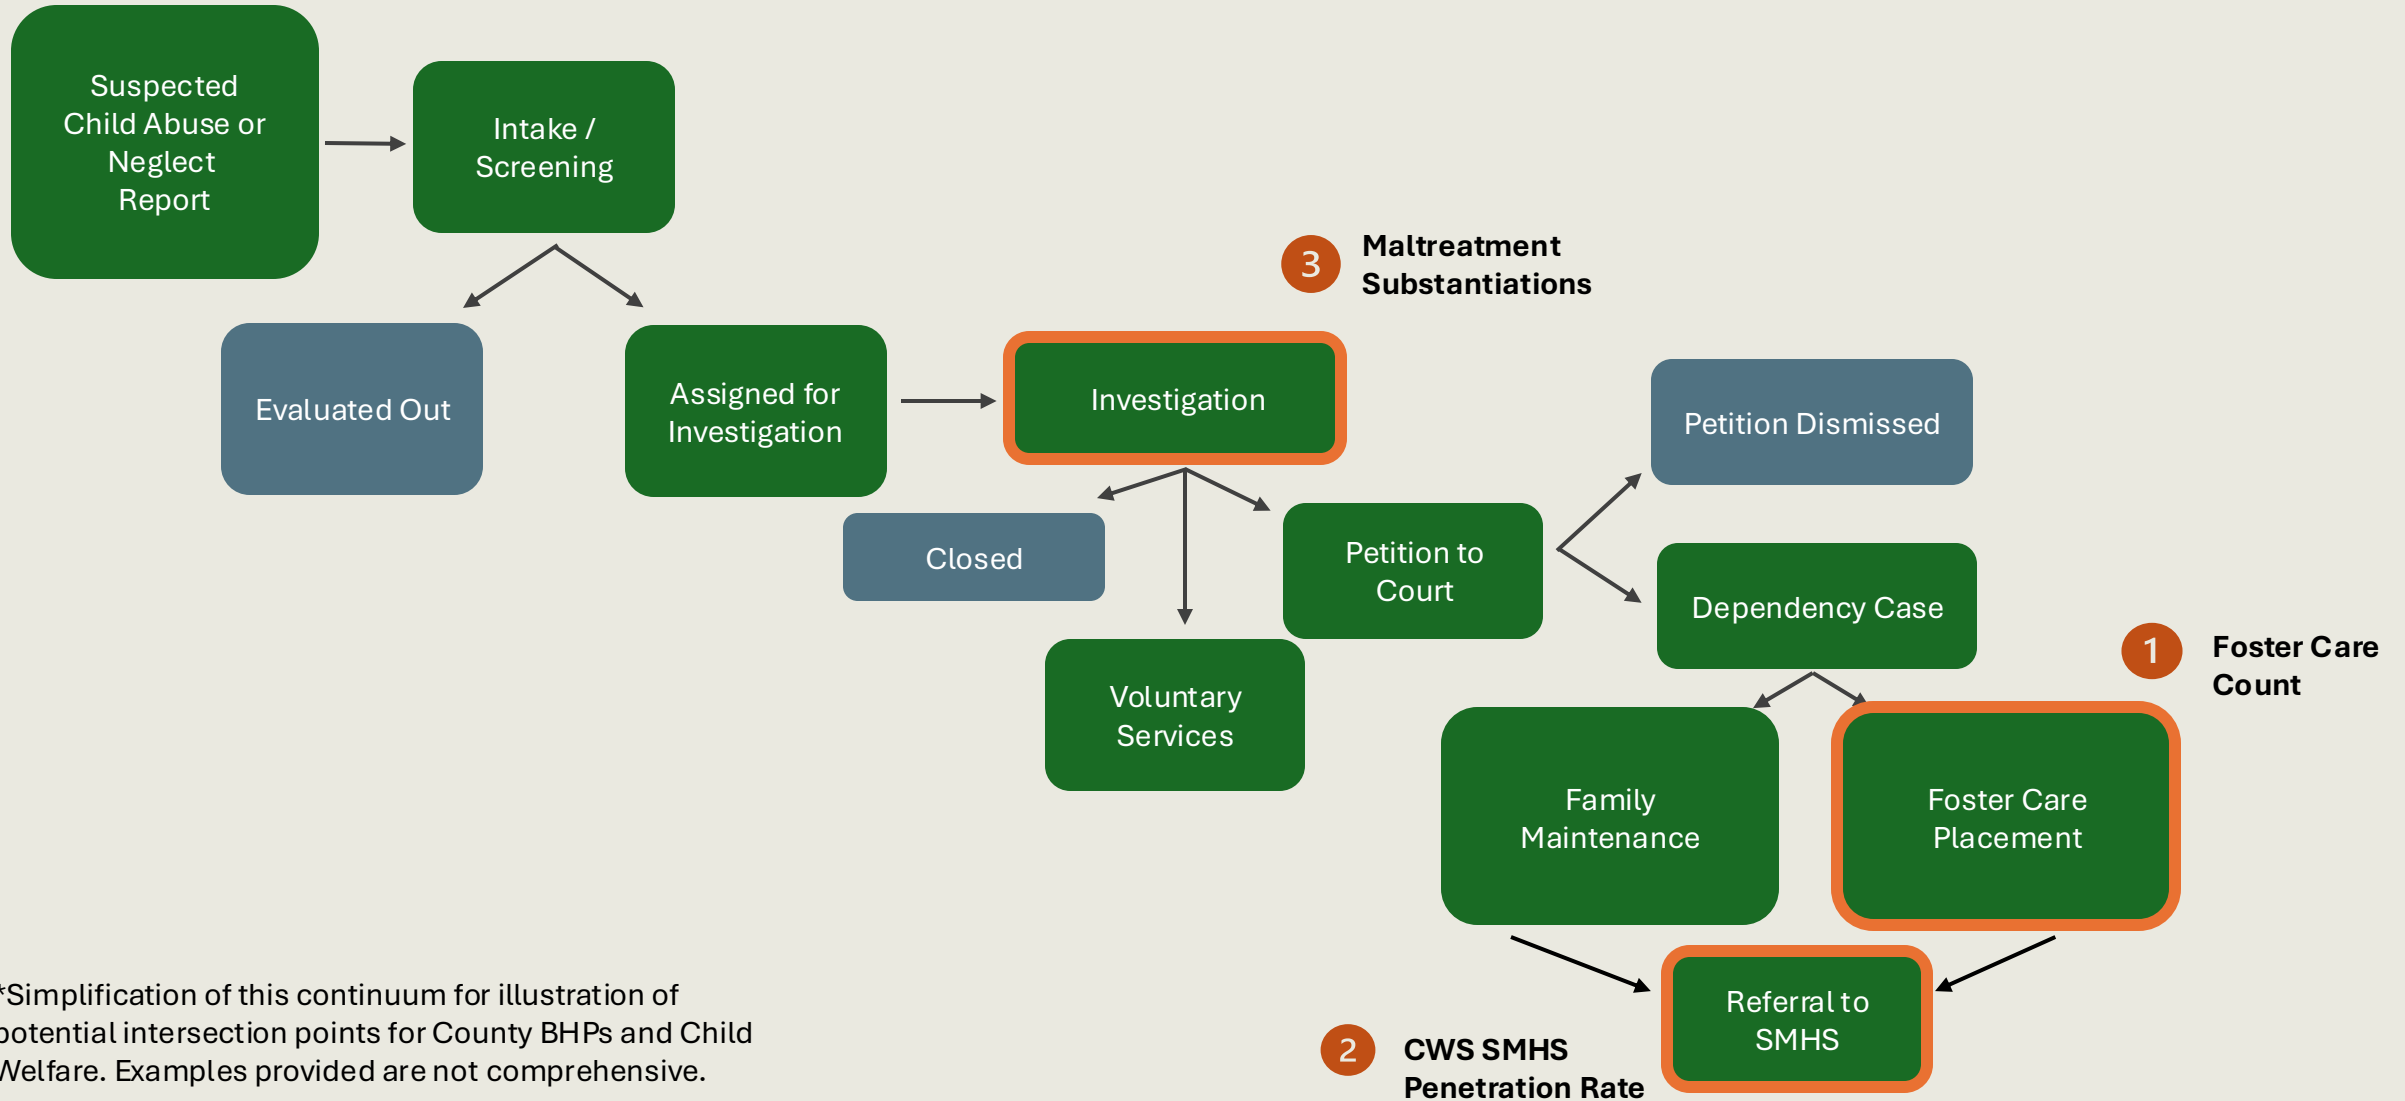 Suspected
Child Abuse or
Neglect
Report
Intake /
Screening
3
Maltreatment
Substantiations
Evaluated Out
Assigned for
Investigation
Investigation
Petition Dismissed
Closed
Petition to
Court
Dependency Case
Voluntary
Services
1
Foster Care
Count
Family
Maintenance
Foster Care
Placement
Referral to
SMHS
2
CWS SMHS
Penetration Rate
*Simplification of this continuum for illustration of
potential intersection points for County BHPs and Child
Welfare. Examples provided are not comprehensive.